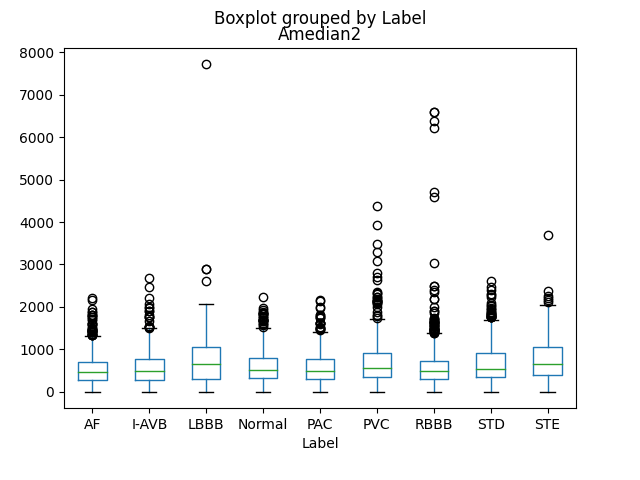 Boxplot grouped by Label
Amedian2
8000
7000
6000
5000
4000
3000
2000
1000
0
AF I-AVB LBBB Normal PAC PVC RBBB STD STE
Label